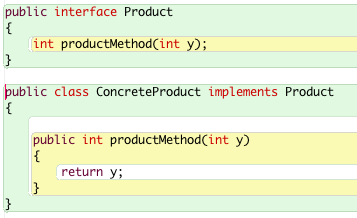 public interface Product
{
int productMethod(int y);
}
public class ConcreteProduct implements Product
{
public int productMethod(int y)
{
return y;
}
}